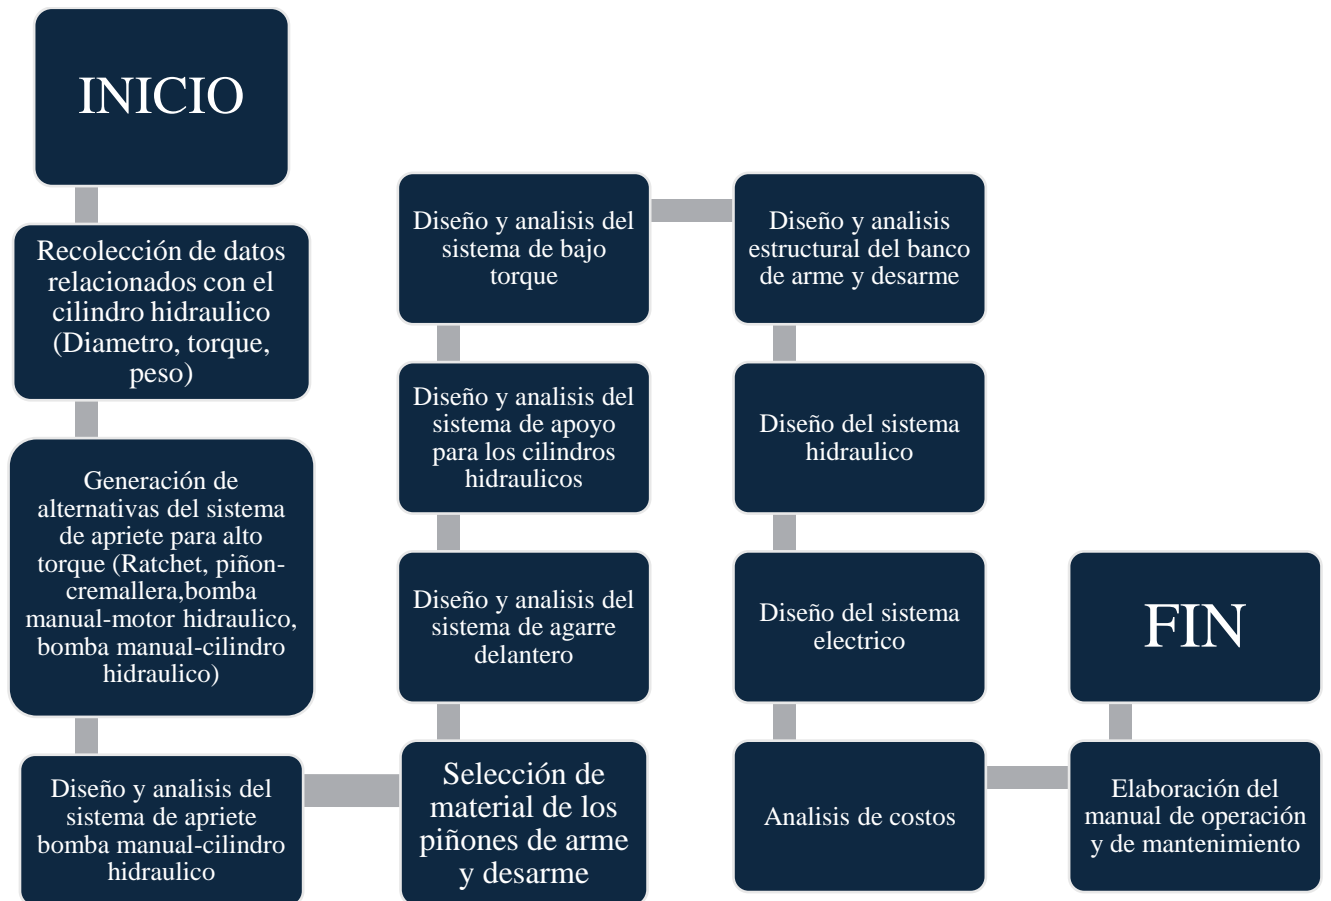 INICIO
Recolección de datos
relacionados con el
cilindro hidraulico
(Diametro, torque,
peso)
Generación de
alternativas del sistema
de apriete para alto
torque (Ratchet, piñon-
cremallera,bomba
manual-motor hidraulico,
bomba manual-cilindro
hidraulico)
Diseño y analisis del
sistema de apriete
bomba manual-cilindro
hidraulico
Selección de
material de los
piñones de arme
y desarme
Diseño y analisis del
sistema de agarre
delantero
Diseño y analisis del
sistema de apoyo
para los cilindros
hidraulicos
Diseño y analisis del
sistema de bajo
torque
Diseño y analisis
estructural del banco
de arme y desarme
Diseño del sistema
hidraulico
Diseño del sistema
electrico
Analisis de costos
Elaboración del
manual de operación
y de mantenimiento
FIN